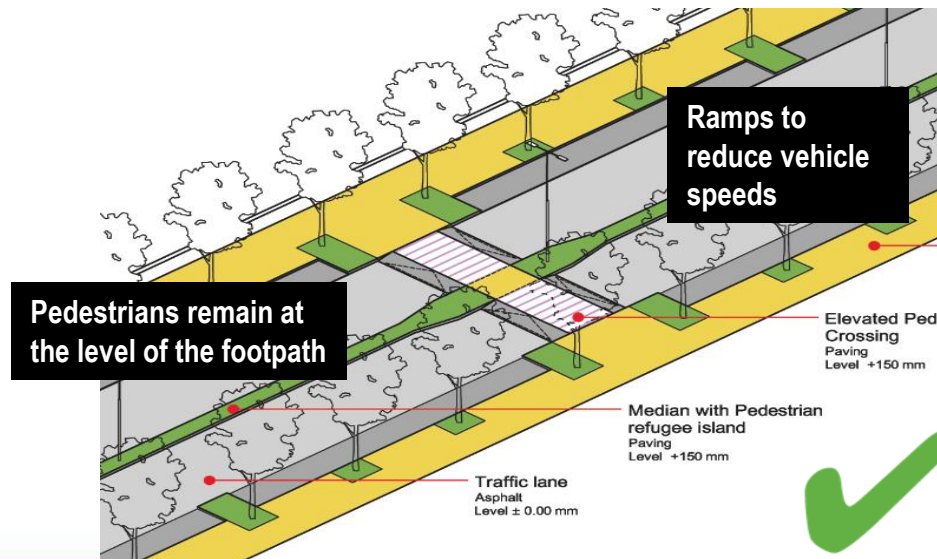 Ramps to
reduce vehicle
speeds
Pedestrians remain at
the level of the footpath
Elevated Ped
Crossing
Paving
Level +150 mm
Median with Pedestrian
refugee island
Paving
Level +150 mm
Traffic lane
Asphalt
Level ± 0.00 mm